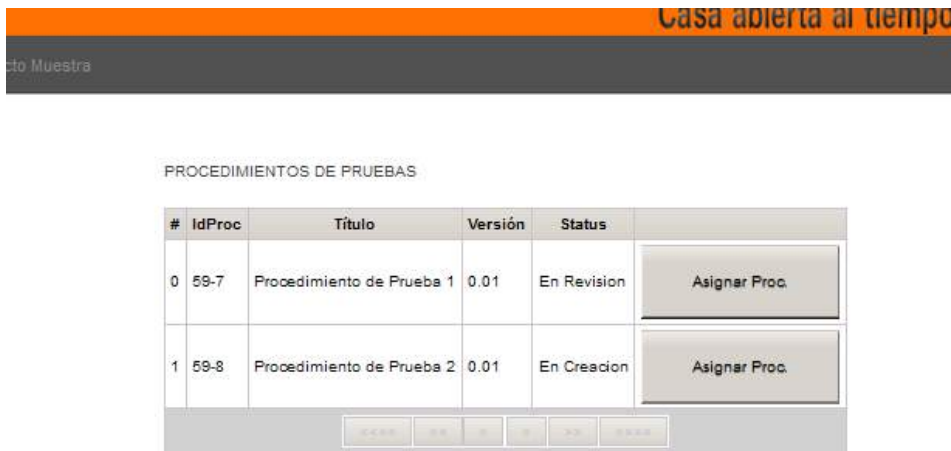 Casa abierta al tiempo
cto Muestra
PROCEDIMIENTOS DE PRUEBAS
# IdProc Título Versión Status
0 59-7 Procedimiento de Prueba 1 0.01 En Revision Asignar Proc.
1 59-8 Procedimiento de Prueba 2 0.01 En Creacion Asignar Proc.